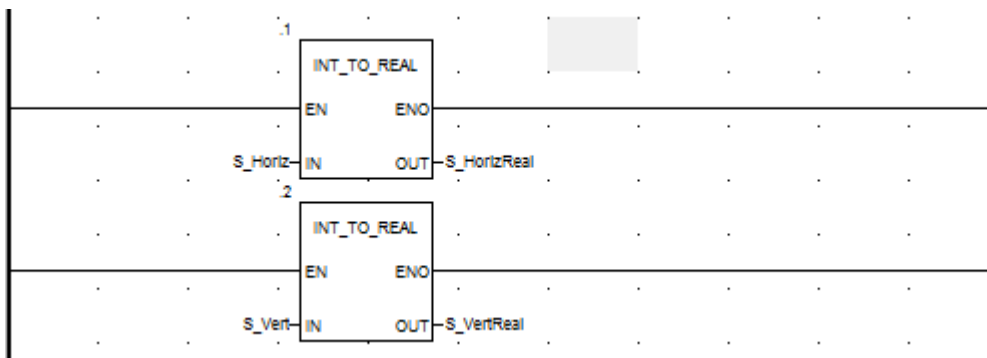 .1
INT_TO_REAL
EN ENO
S_Horiz IN OUT S_HorizReal
.2
INT_TO_REAL
EN ENO
S_Vert IN OUT S_VertReal